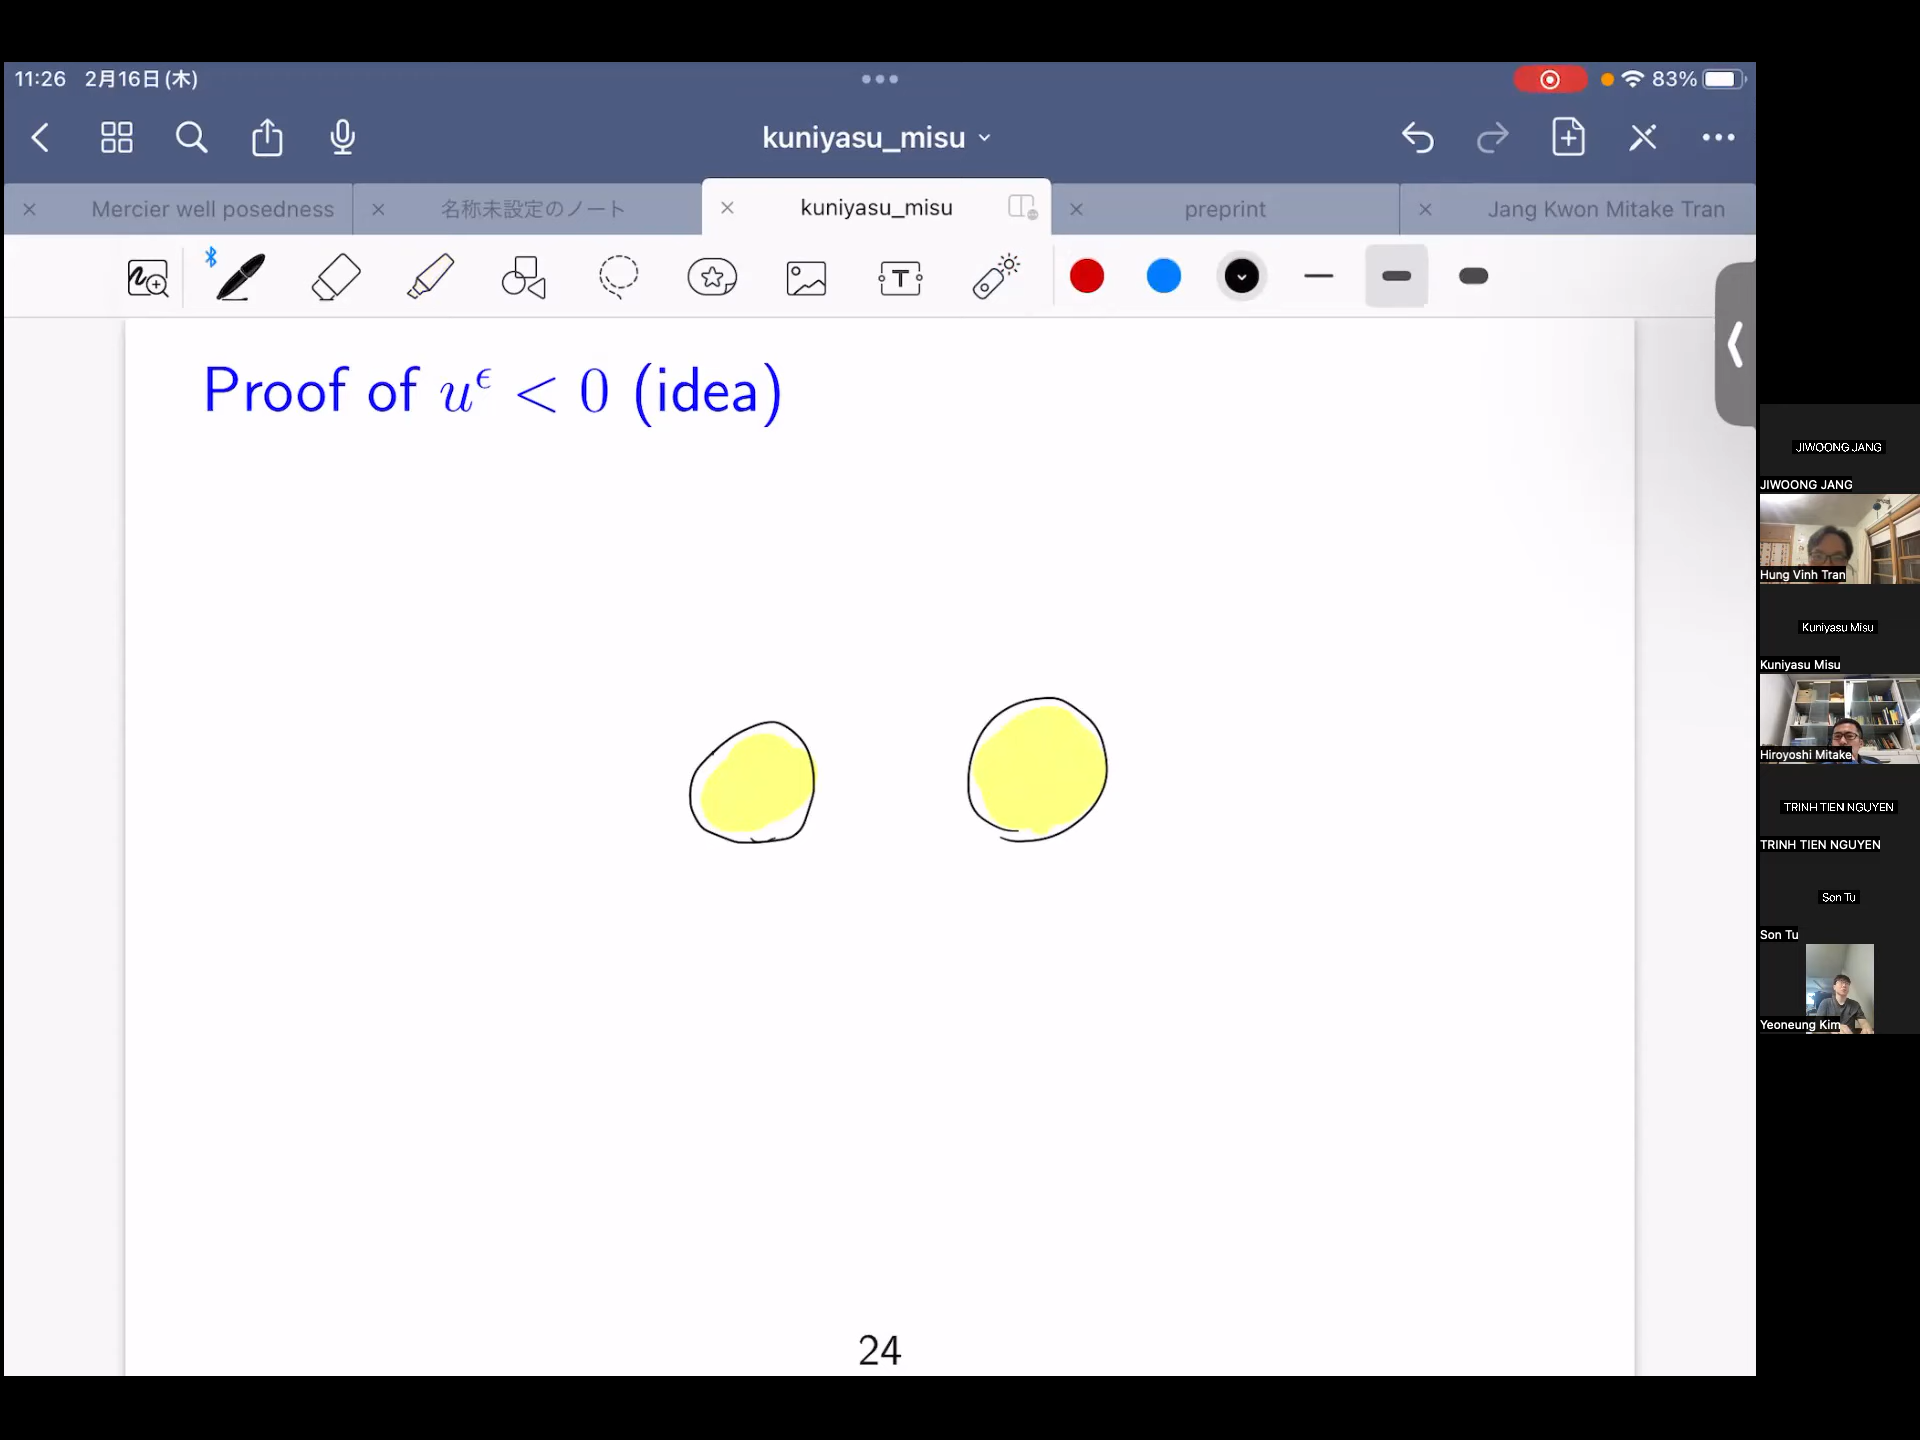 11:26 2月16日(木)
83%
kuniyasu_misu
Mercier well posedness
名称未設定のノート
kuniyasu_misu
preprint
Jang Kwon Mitake Tran
T
Proof of $u^\epsilon < 0$ (idea)
24
JIWOONG JANG
JIWOONG JANG
Hung Vinh Tran
Kuniyasu Misu
Kuniyasu Misu
Hiroyoshi Mitake
TRINH TIEN NGUYEN
TRINH TIEN NGUYEN
Son Tu
Son Tu
Yeoneung Kim